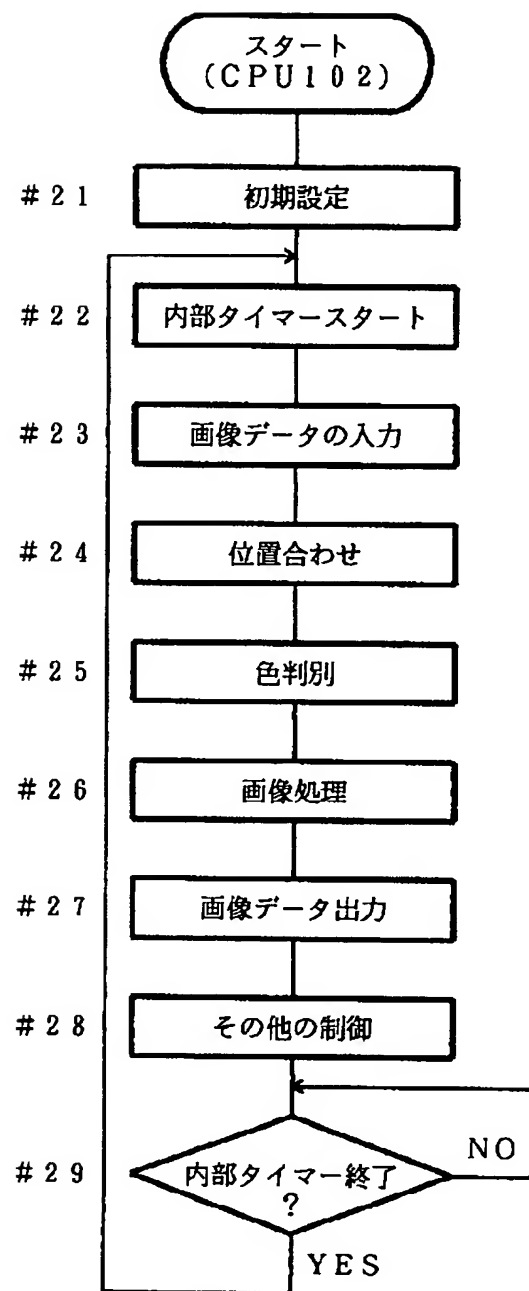 スタート
(CPU102)
#21 初期設定
#22 内部タイマースタート
#23 画像データの入力
#24 位置合わせ
#25 色判別
#26 画像処理
#27 画像データ出力
#28 その他の制御
#29 内部タイマー終了
?
NO
YES